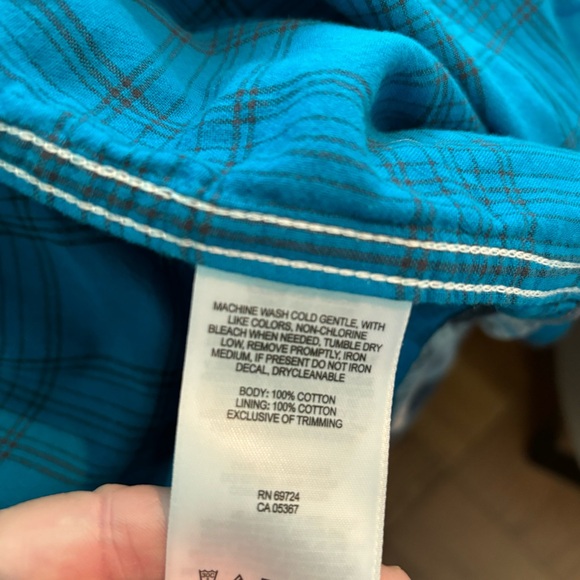 MACHINE WASH COLD GENTLE, WITH
LIKE COLORS, NON-CHLORINE
BLEACH WHEN NEEDED, TUMBLE DRY
LOW, REMOVE PROMPTLY, IRON
MEDIUM, IF PRESENT DO NOT IRON
DECAL, DRYCLEANABLE
BODY: 100% COTTON
LINING: 100% COTTON
EXCLUSIVE OF TRIMMING
RN 69724
CA 05367